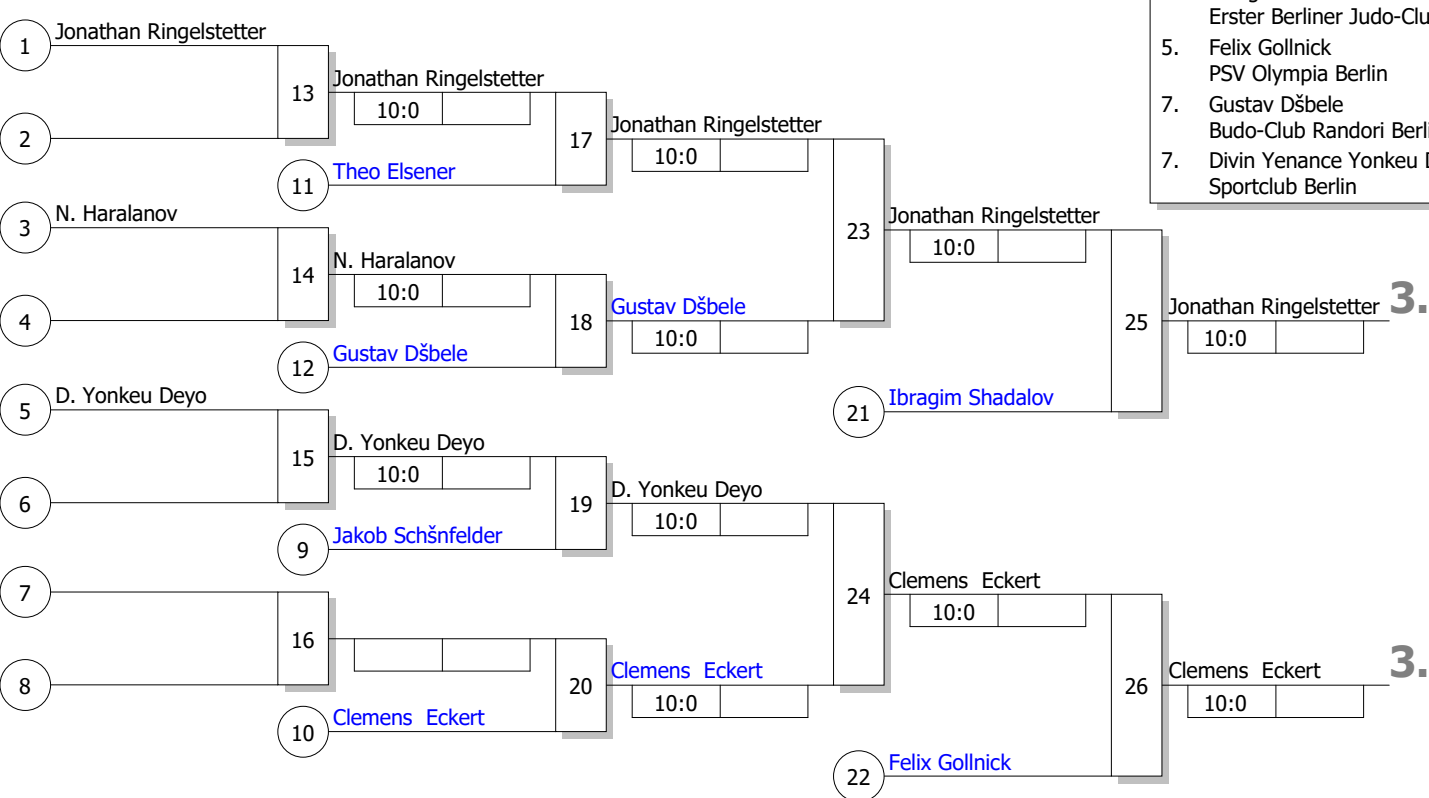 Erster Berliner Judo-Clu
5. Felix Gollnick
PSV Olympia Berlin
7. Gustav Dšbele
Budo-Club Randori Berli
7. Divin Yenance Yonkeu D
Sportclub Berlin
1 Jonathan Ringelstetter
2
13 Jonathan Ringelstetter
10:0
11 Theo Elsener
17 Jonathan Ringelstetter
10:0
3 N. Haralanov
4
14 N. Haralanov
10:0
12 Gustav Dšbele
18 Gustav Dšbele
10:0
23 Jonathan Ringelstetter
10:0
21 Ibragim Shadalov
25 Jonathan Ringelstetter 3.
10:0
5 D. Yonkeu Deyo
6
15 D. Yonkeu Deyo
10:0
9 Jakob Schšnfelder
19 D. Yonkeu Deyo
10:0
7
8
16
10 Clemens Eckert
20 Clemens Eckert
10:0
24 Clemens Eckert
10:0
22 Felix Gollnick
26 Clemens Eckert 3.
10:0